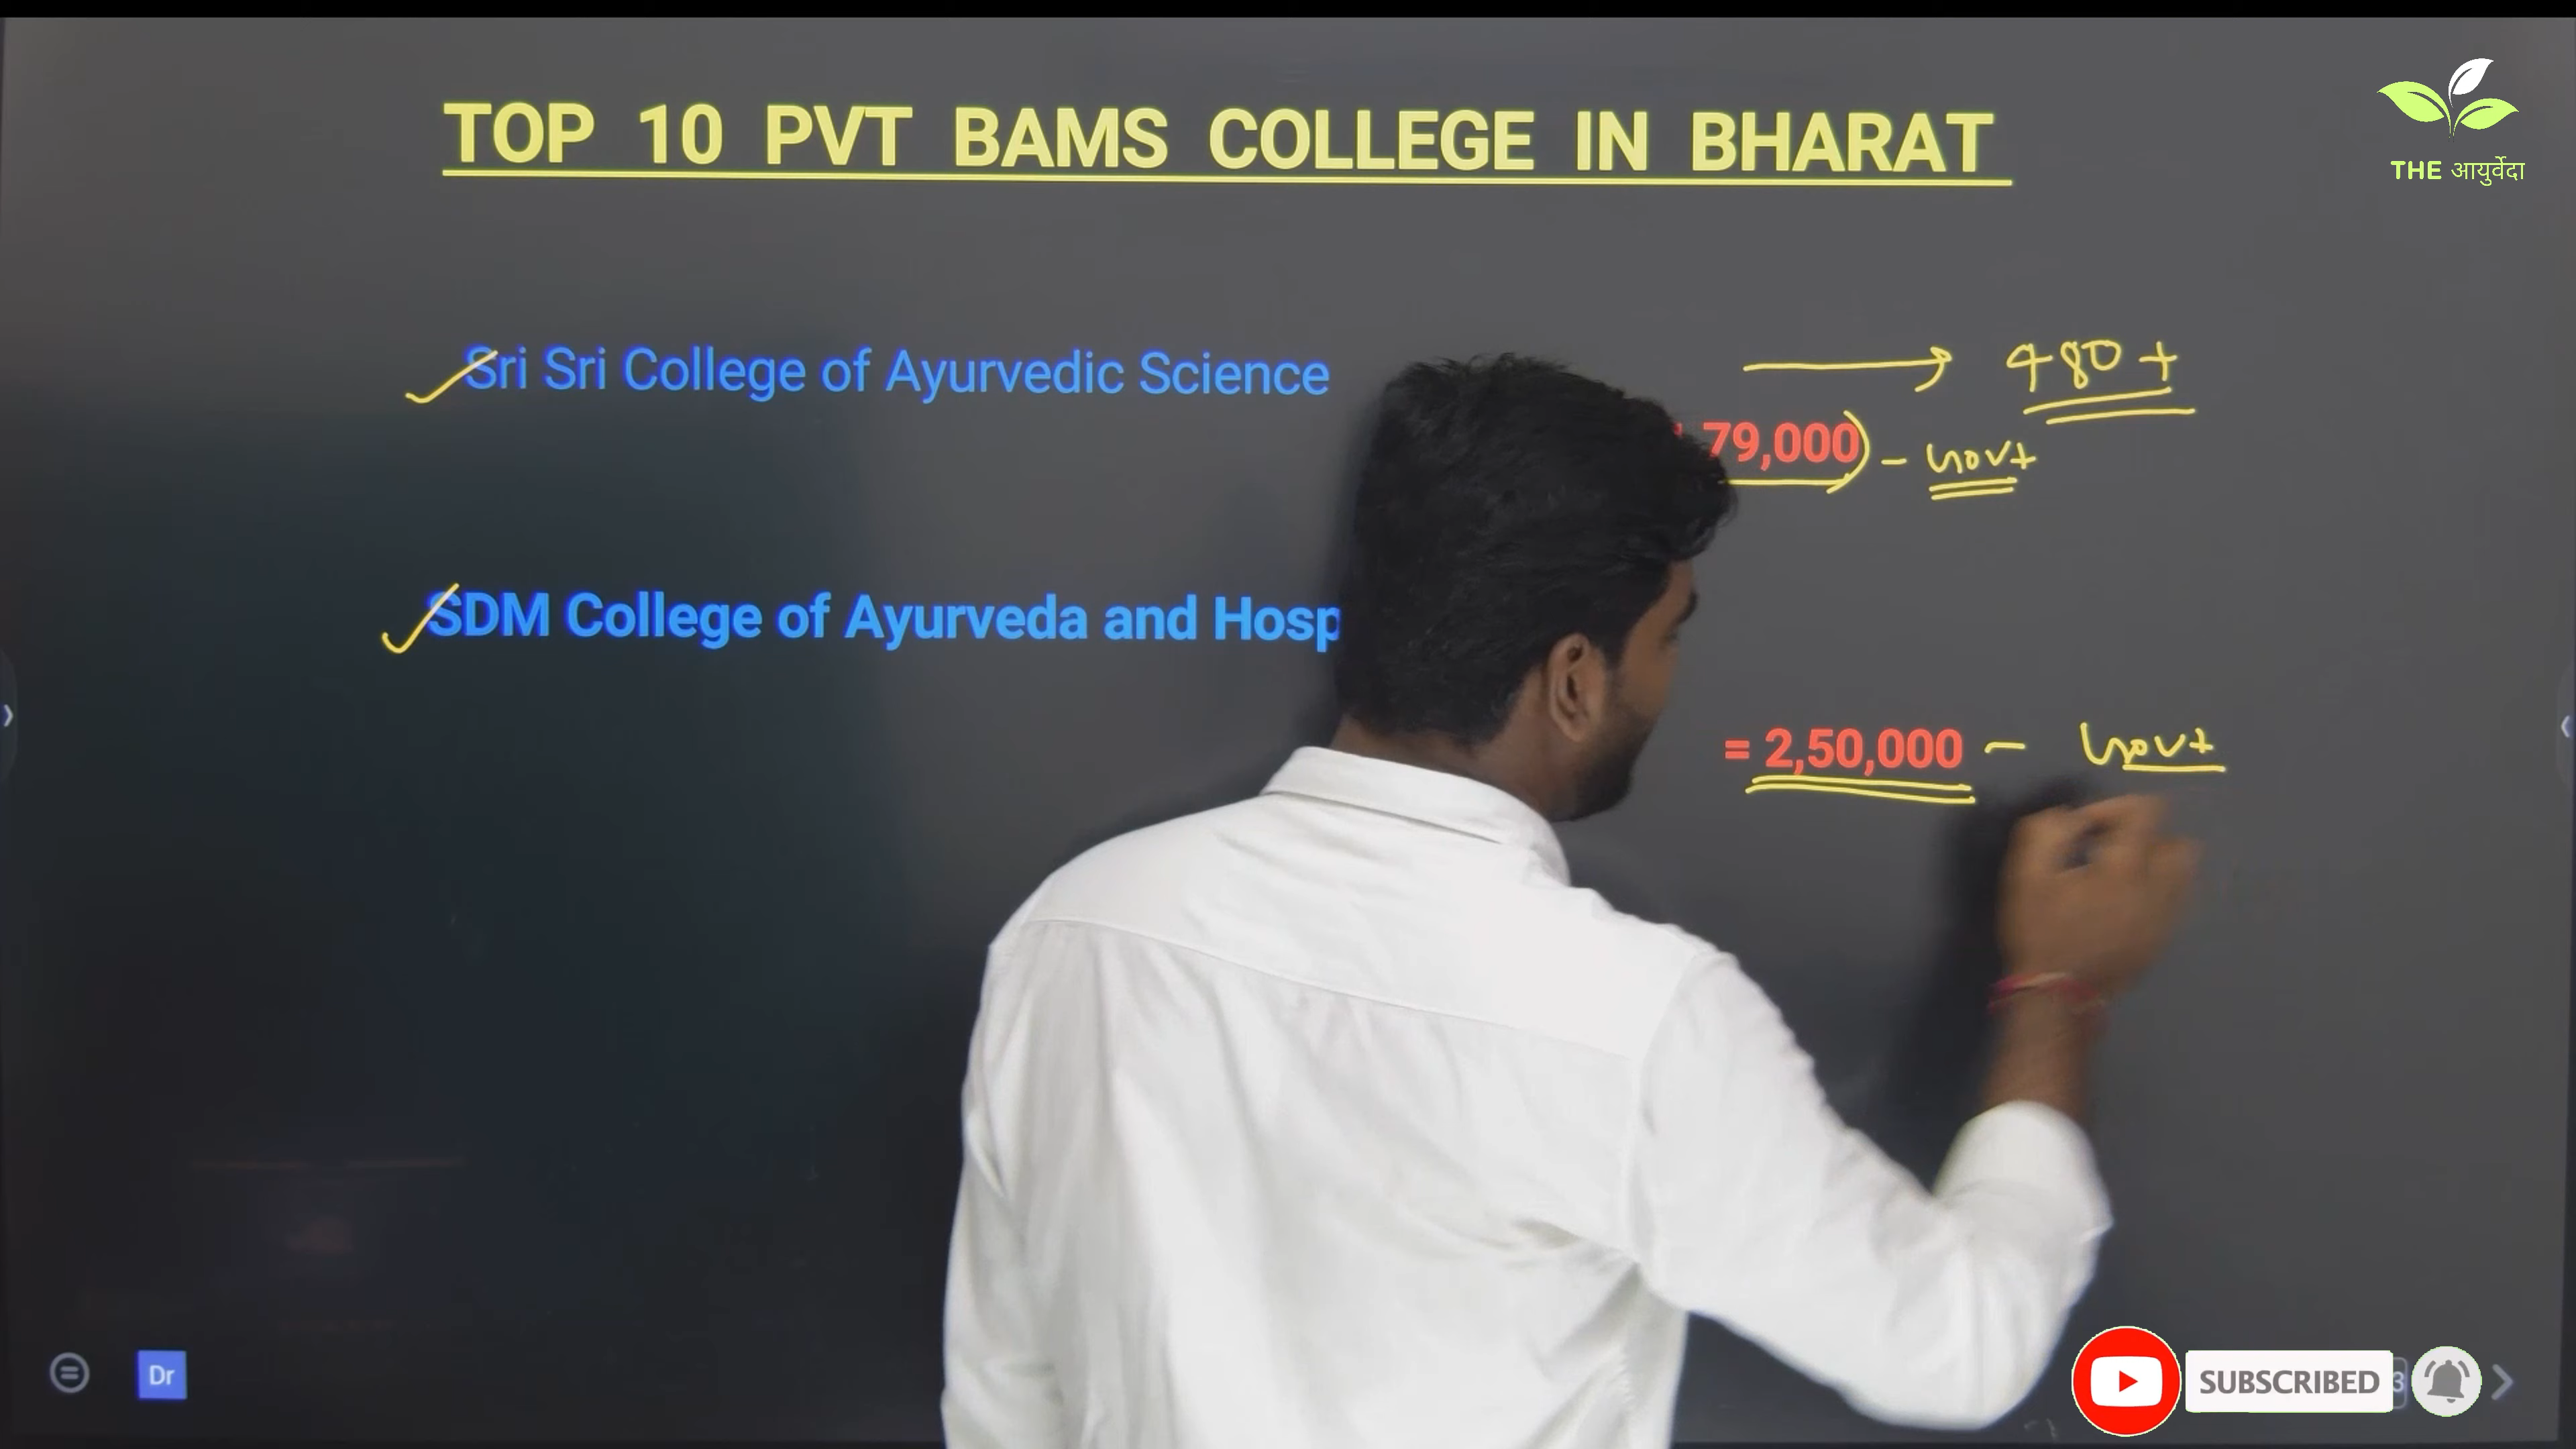 TOP 10 PVT BAMS COLLEGE IN BHARAT
THE आयुर्वेदा
Sri Sri College of Ayurvedic Science
480+
79,000) - Govt
SDM College of Ayurveda and Hosp
= 2,50,000 - Govt
Dr
SUBSCRIBED
3